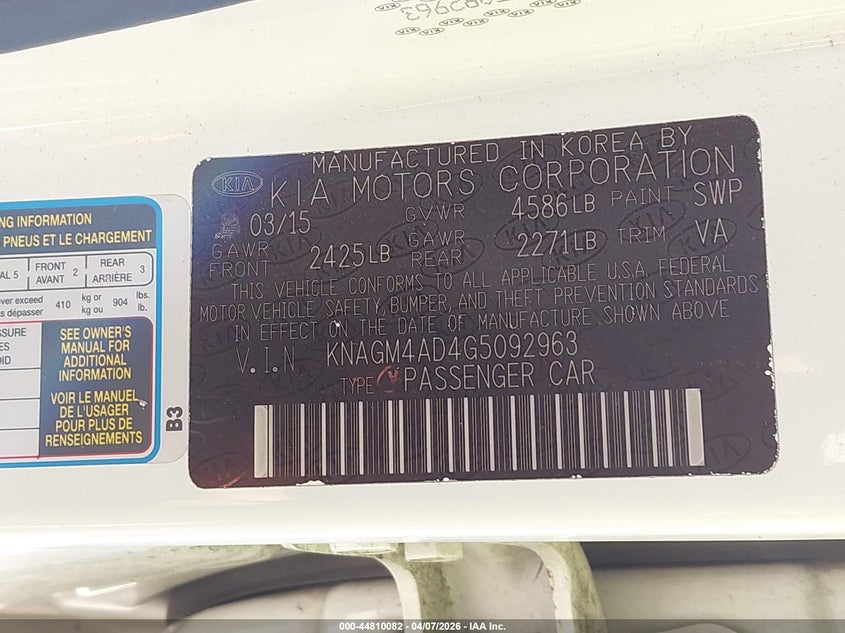 MANUFACTURED IN KOREA BY
KIA KIA MOTORS CORPORATION
03/15 GVWR 4586LB PAINT SWP
GAWR FRONT 2425LB GAWR REAR 2271LB TRIM VA
THIS VEHICLE CONFORMS TO ALL APPLICABLE U.S.A. FEDERAL
MOTOR VEHICLE SAFETY, BUMPER, AND THEFT PREVENTION STANDARDS
IN EFFECT ON THE DATE OF MANUFACTURE SHOWN ABOVE
V.I.N KNAGM4AD4G5092963
TYPE PASSENGER CAR
NG INFORMATION
PNEUS ET LE CHARGEMENT
AL 5 FRONT AVANT 2 REAR ARRIÈRE 3
ver exceed 410 kg or 904 lbs.
s dépasser kg ou lb.
SSURE
ES
OID
SEE OWNER'S
MANUAL FOR
ADDITIONAL
INFORMATION
VOIR LE MANUEL
DE L'USAGER
POUR PLUS DE
RENSEIGNEMENTS
B3
000-44810082 - 04/07/2026 - IAA Inc.